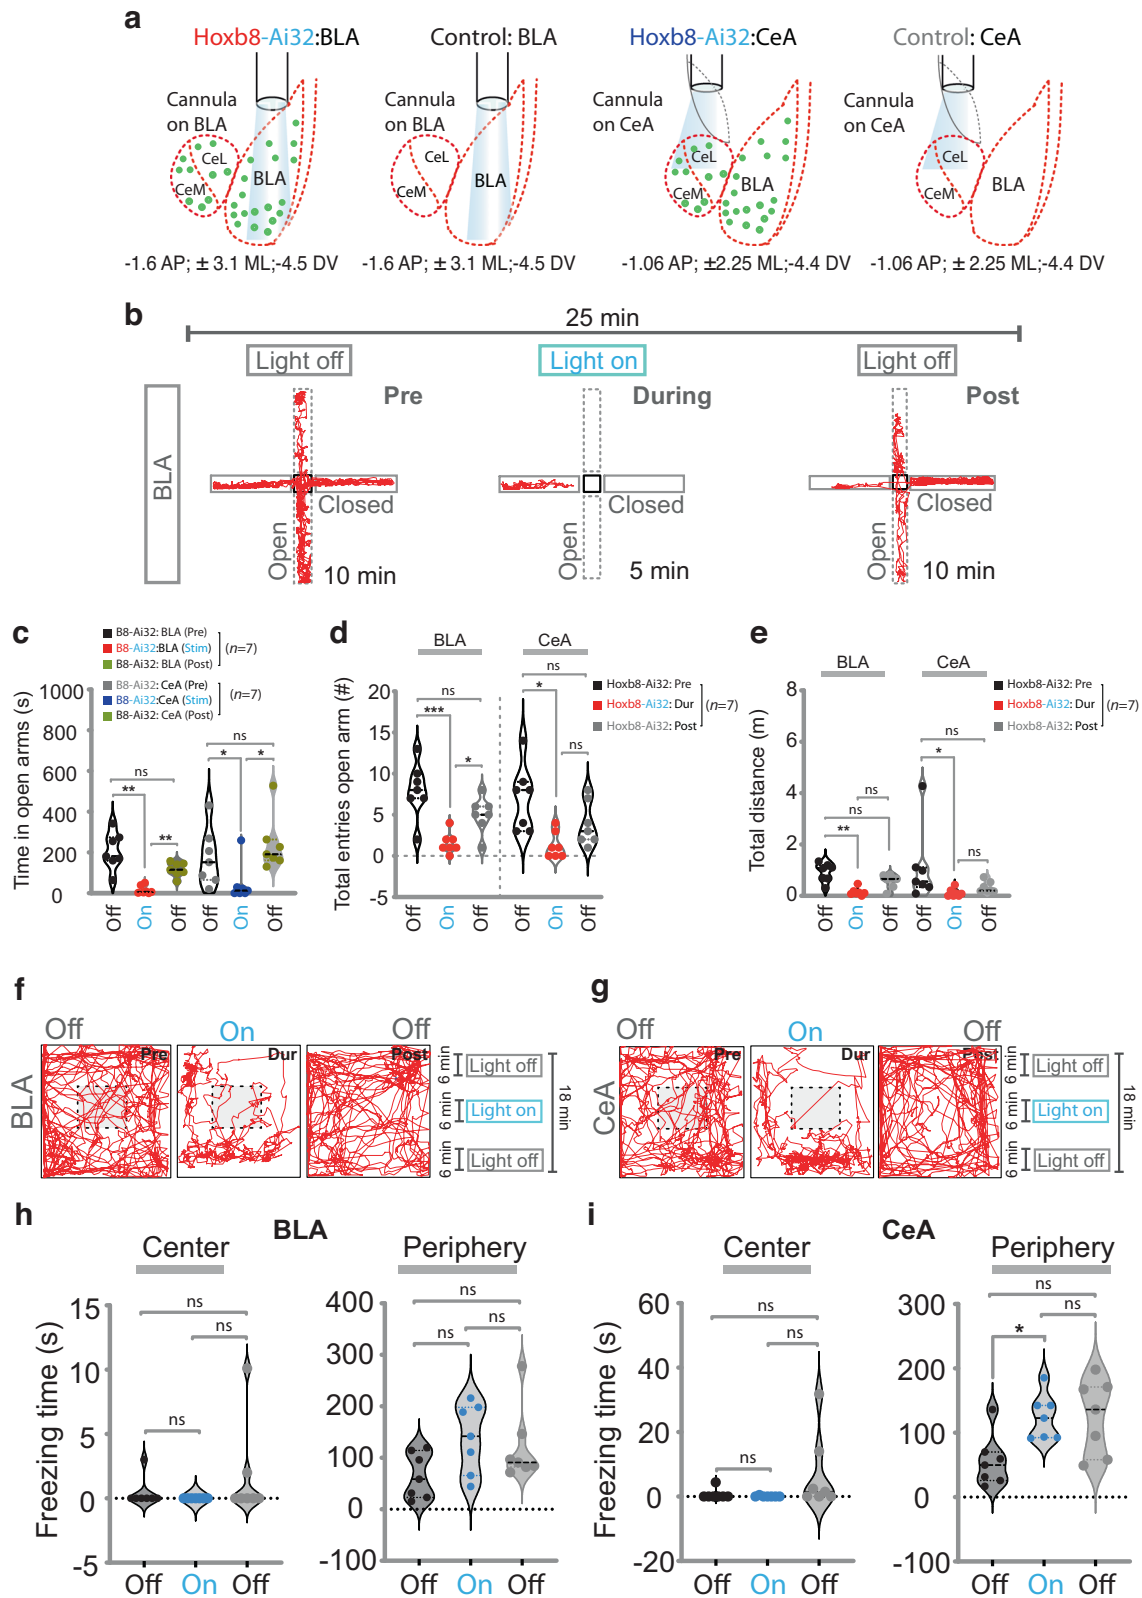 a
Hoxb8-Ai32:BLA
Control: BLA
Hoxb8-Ai32:CeA
Control: CeA
Cannula
on BLA
CeL
CeM
BLA
Cannula
on BLA
CeL
CeM
BLA
Cannula
on CeA
CeL
CeM
BLA
Cannula
on CeA
CeL
CeM
BLA
-1.6 AP; ± 3.1 ML;-4.5 DV
-1.6 AP; ± 3.1 ML;-4.5 DV
-1.06 AP; ±2.25 ML;-4.4 DV
-1.06 AP; ± 2.25 ML;-4.4 DV
b
25 min
Light off
Light on
Light off
BLA
Pre
During
Post
Closed
Open
10 min
Open
5 min
Closed
Open
10 min
c
B8-Ai32: BLA (Pre)
B8-Ai32:BLA (Stim)
B8-Ai32: BLA (Post)
(n=7)
B8-Ai32: CeA (Pre)
B8-Ai32:CeA (Stim)
B8-Ai32: CeA (Post)
(n=7)
Time in open arms (s)
1000
800
600
400
200
0
ns
**
**
ns
*
*
Off
On
Off
Off
On
Off
d
BLA
CeA
Total entries open arm (#)
20
15
10
5
0
-5
ns
***
*
ns
*
ns
Hoxb8-Ai32: Pre
Hoxb8-Ai32: Dur
Hoxb8-Ai32: Post
(n=7)
Off
On
Off
Off
On
Off
e
BLA
CeA
Total distance (m)
8
6
4
2
0
ns
ns
**
ns
*
ns
Hoxb8-Ai32: Pre
Hoxb8-Ai32: Dur
Hoxb8-Ai32: Post
(n=7)
Off
On
Off
Off
On
Off
f
Off
On
Off
BLA
Pre
Dur
Post
6 min
Light off
6 min
Light on
6 min
Light off
18 min
g
Off
On
Off
CeA
Pre
Dur
Post
6 min
Light off
6 min
Light on
6 min
Light off
18 min
h
BLA
Center
Periphery
Freezing time (s)
15
10
5
0
-5
ns
ns
ns
Off
On
Off
400
300
200
100
0
-100
ns
ns
ns
Off
On
Off
i
CeA
Center
Periphery
Freezing time (s)
60
40
20
0
-20
ns
ns
ns
Off
On
Off
300
200
100
0
-100
ns
ns
*
Off
On
Off